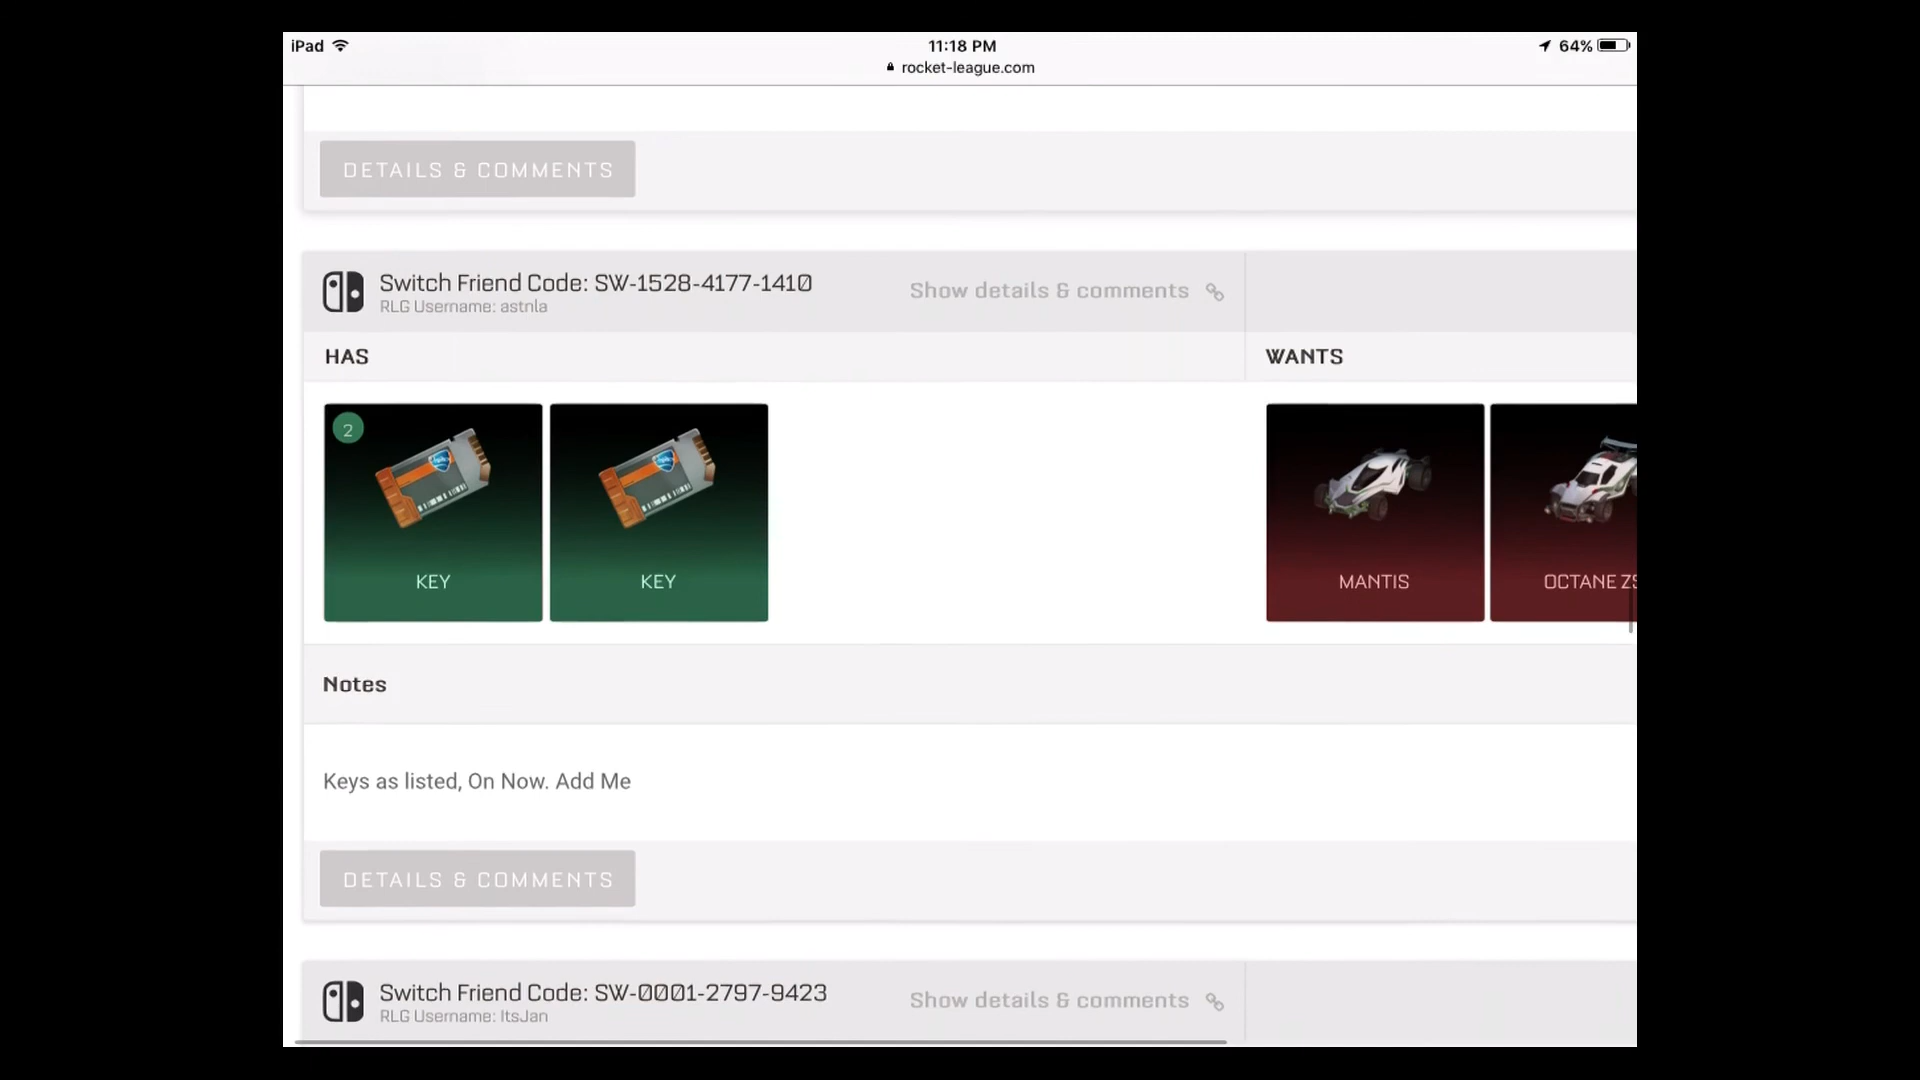 iPad
11:18 PM
64%
rocket-league.com
DETAILS & COMMENTS
Switch Friend Code: SW-1528-4177-1410
RLG Username: astnla
Show details & comments
HAS
WANTS
2
KEY
KEY
MANTIS
OCTANE ZS
Notes
Keys as listed, On Now. Add Me
DETAILS & COMMENTS
Switch Friend Code: SW-0001-2797-9423
RLG Username: ItsJan
Show details & comments